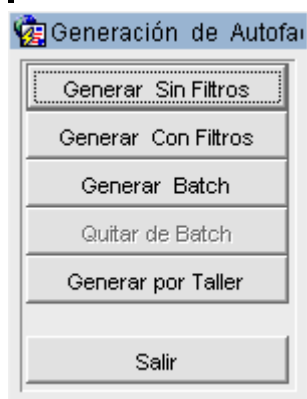 Generación de Autofa
Generar Sin Filtros
Generar Con Filtros
Generar Batch
Quitar de Batch
Generar por Taller
Salir